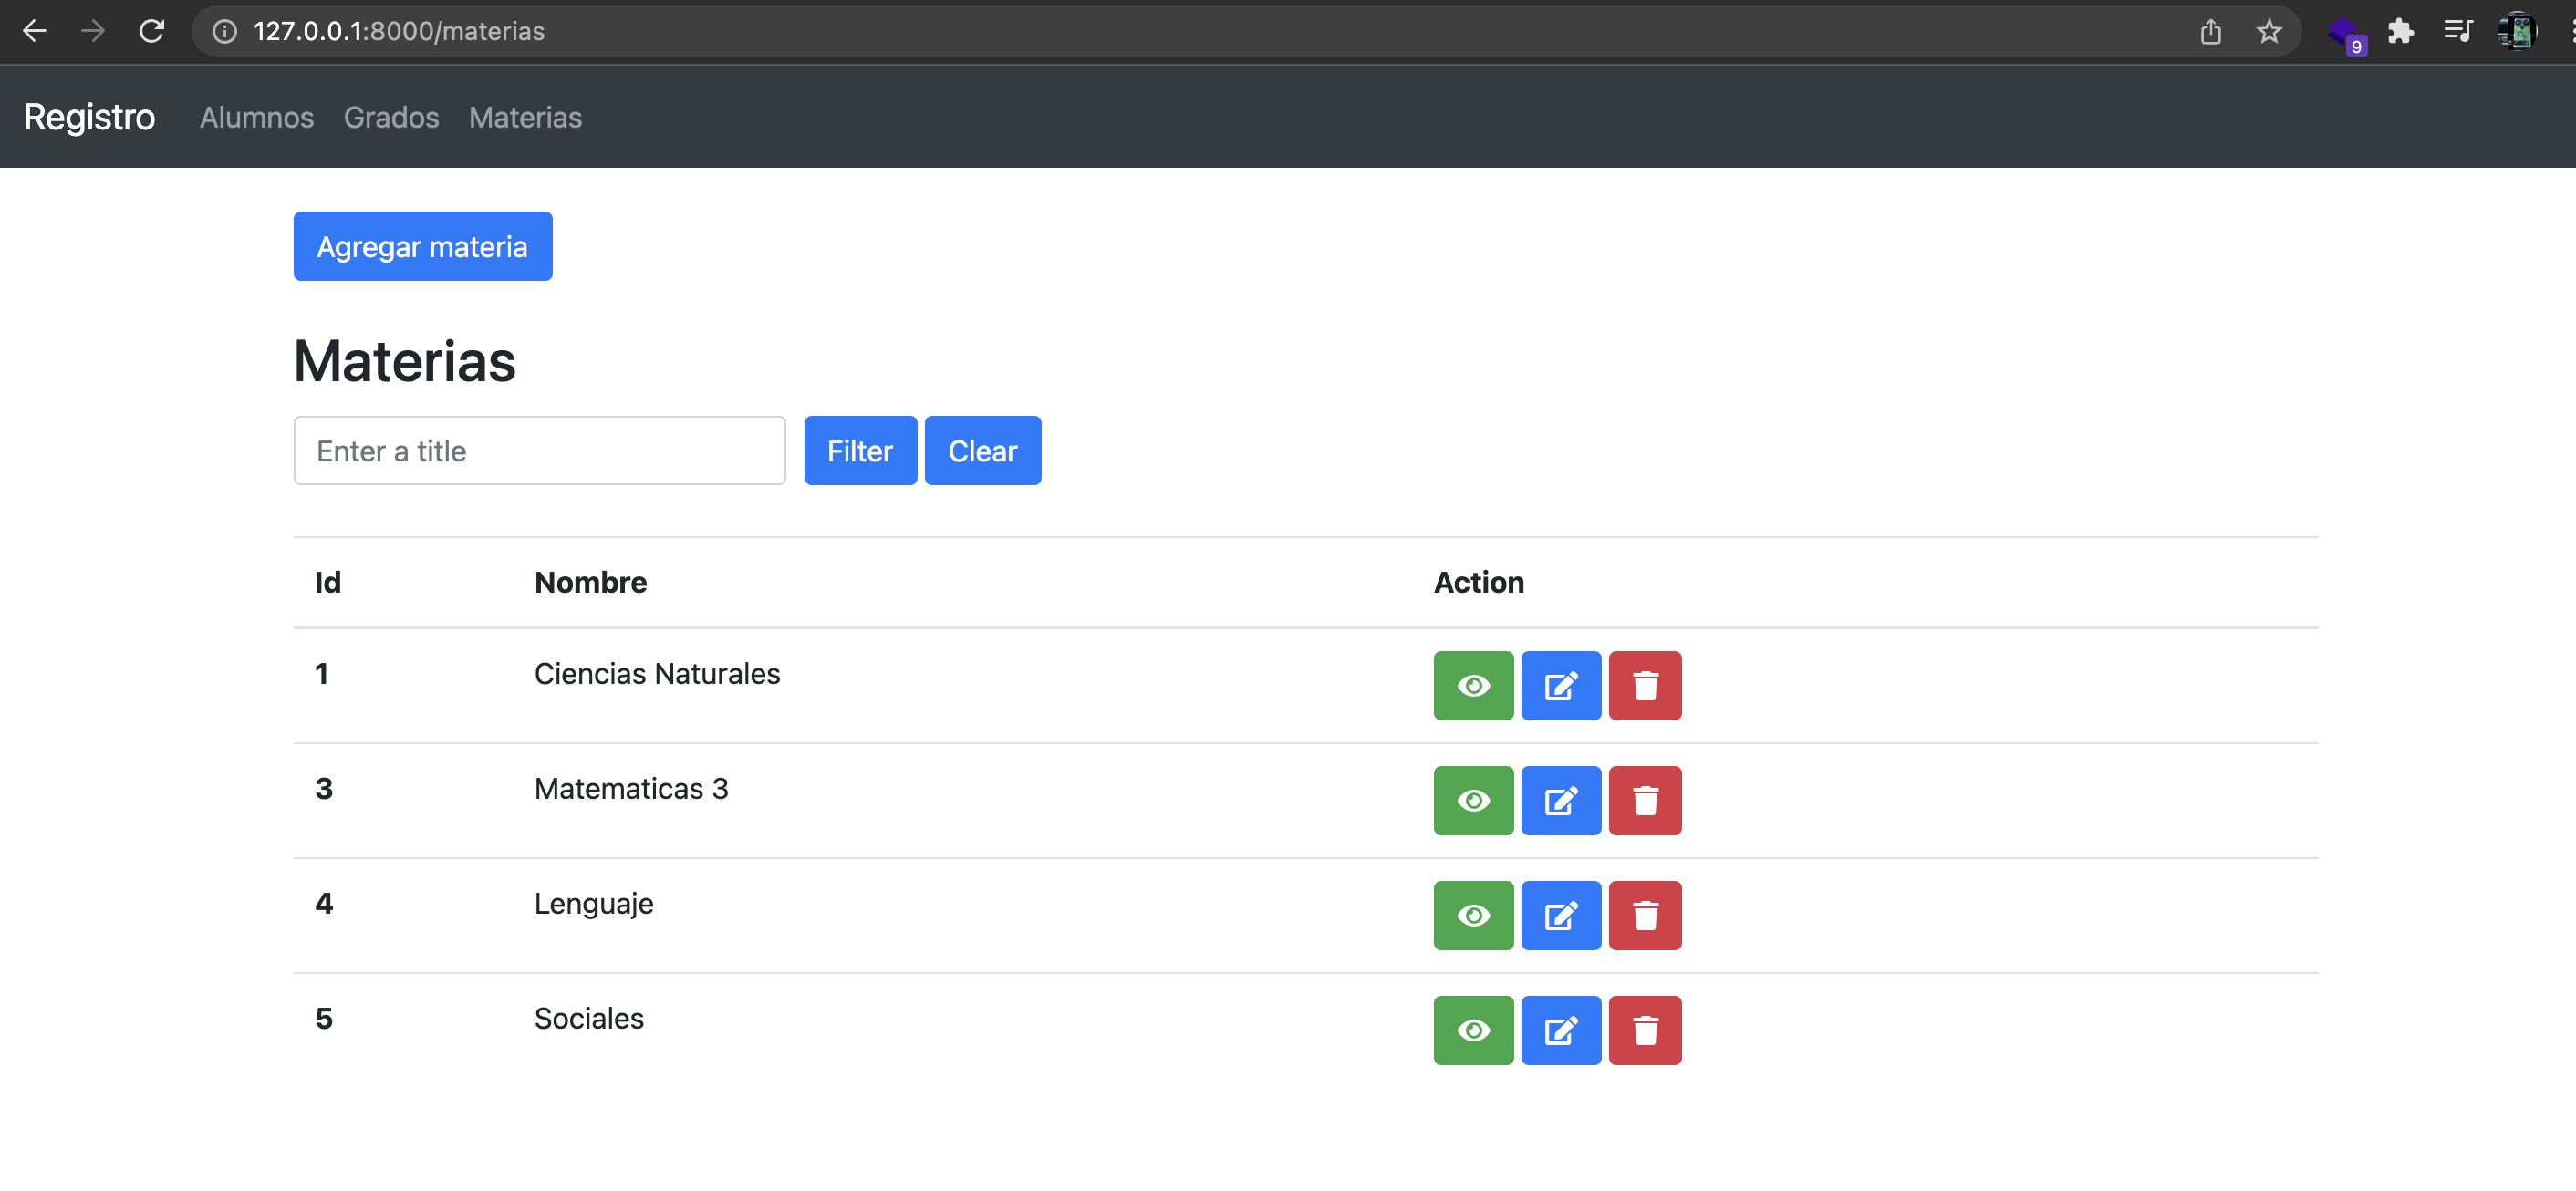 127.0.0.1:8000/materias
9
Registro Alumnos Grados Materias
Agregar materia
Materias
Enter a title Filter Clear
Id Nombre Action
1 Ciencias Naturales
3 Matematicas 3
4 Lenguaje
5 Sociales